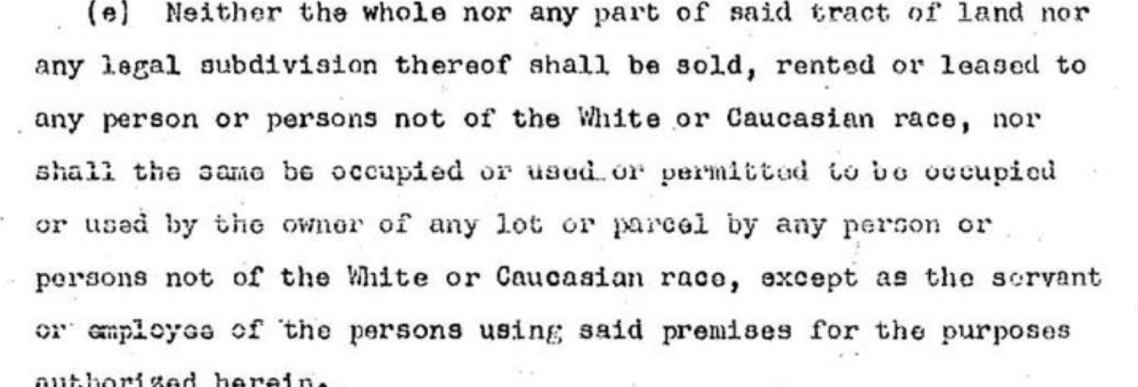 (e) Neither the whole nor any part of said tract of land nor
any legal subdivision thereof shall be sold, rented or leased to
any person or persons not of the White or Caucasian race, nor
shall the same be occupied or used or permitted to be occupied
or used by the owner of any lot or parcel by any person or
persons not of the White or Caucasian race, except as the servant
or employee of the persons using said premises for the purposes
authorized herein.